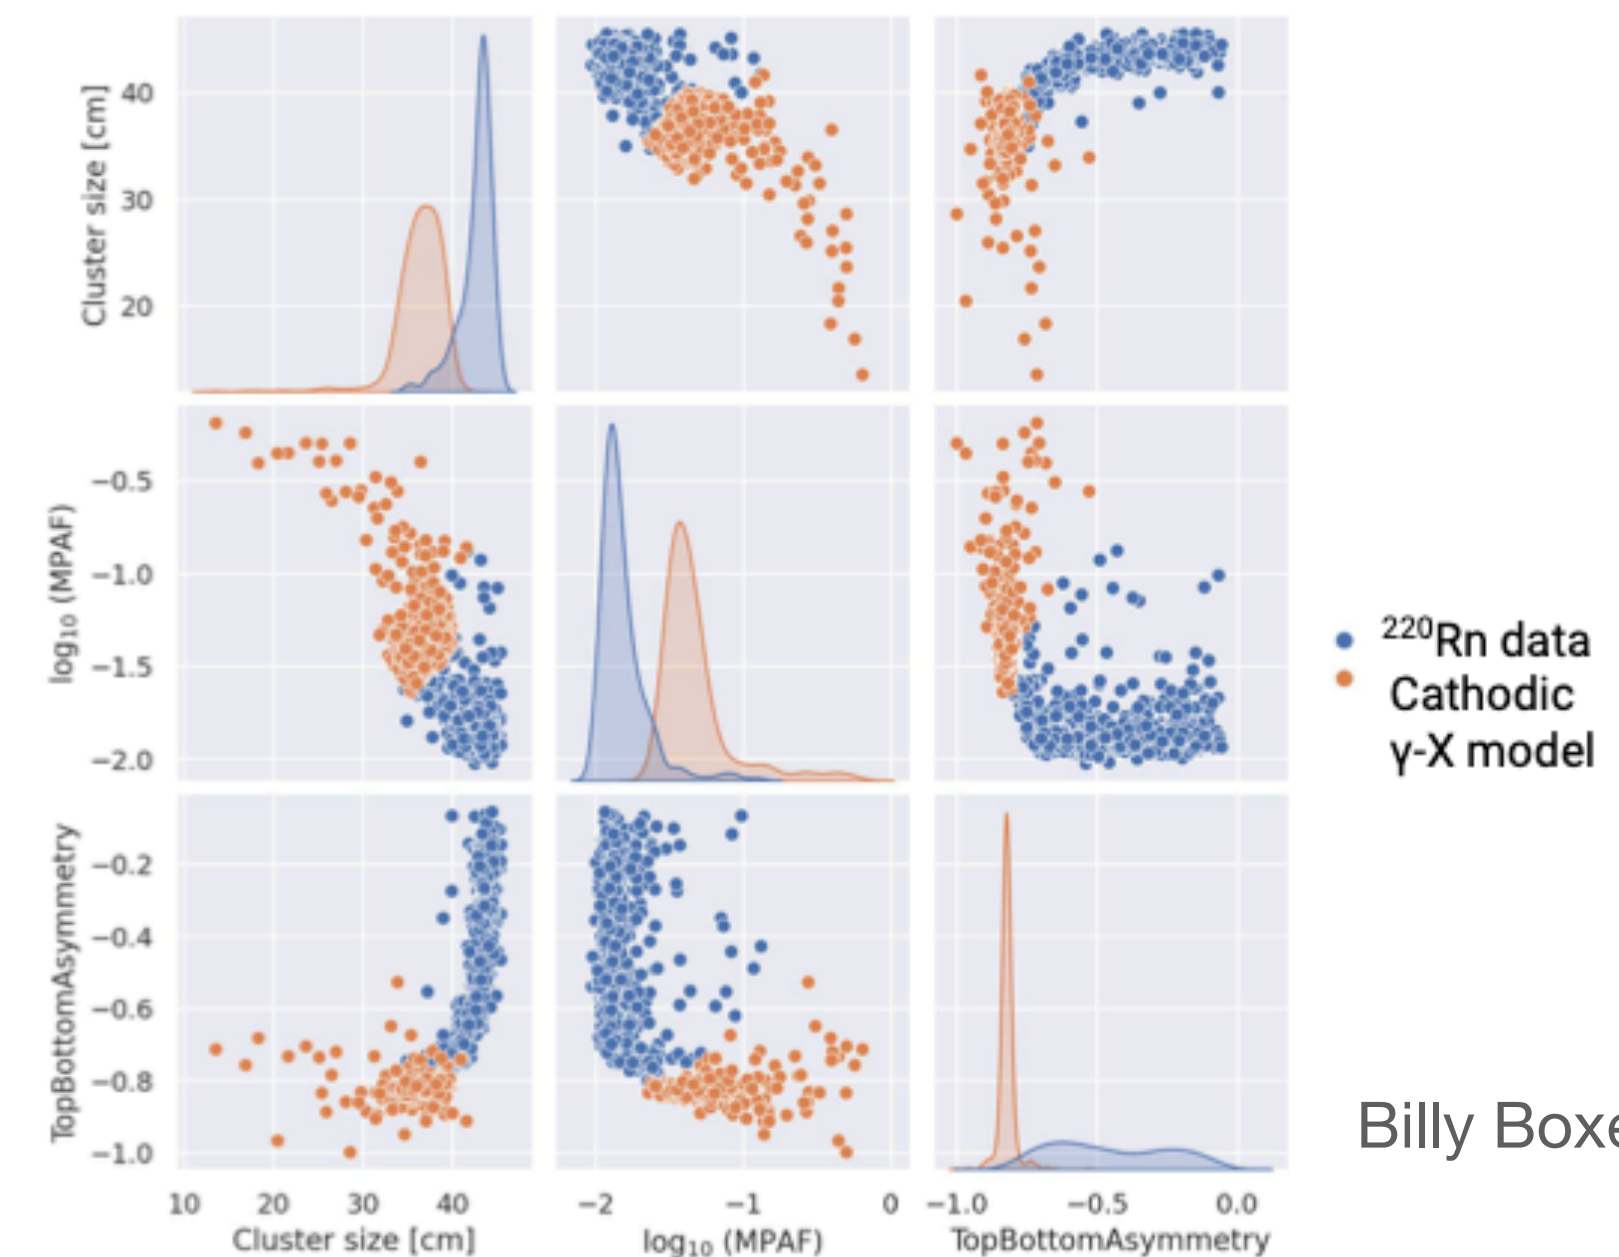 Cluster size [cm]
40
30
20
log₁₀ (MPAF)
−0.5
−1.0
−1.5
−2.0
TopBottomAsymmetry
−0.2
−0.4
−0.6
−0.8
−1.0
10 20 30 40
−2 −1 0
−1.0 −0.5 0.0
Cluster size [cm]
log₁₀ (MPAF)
TopBottomAsymmetry
²²⁰Rn data
Cathodic
γ-X model
Billy